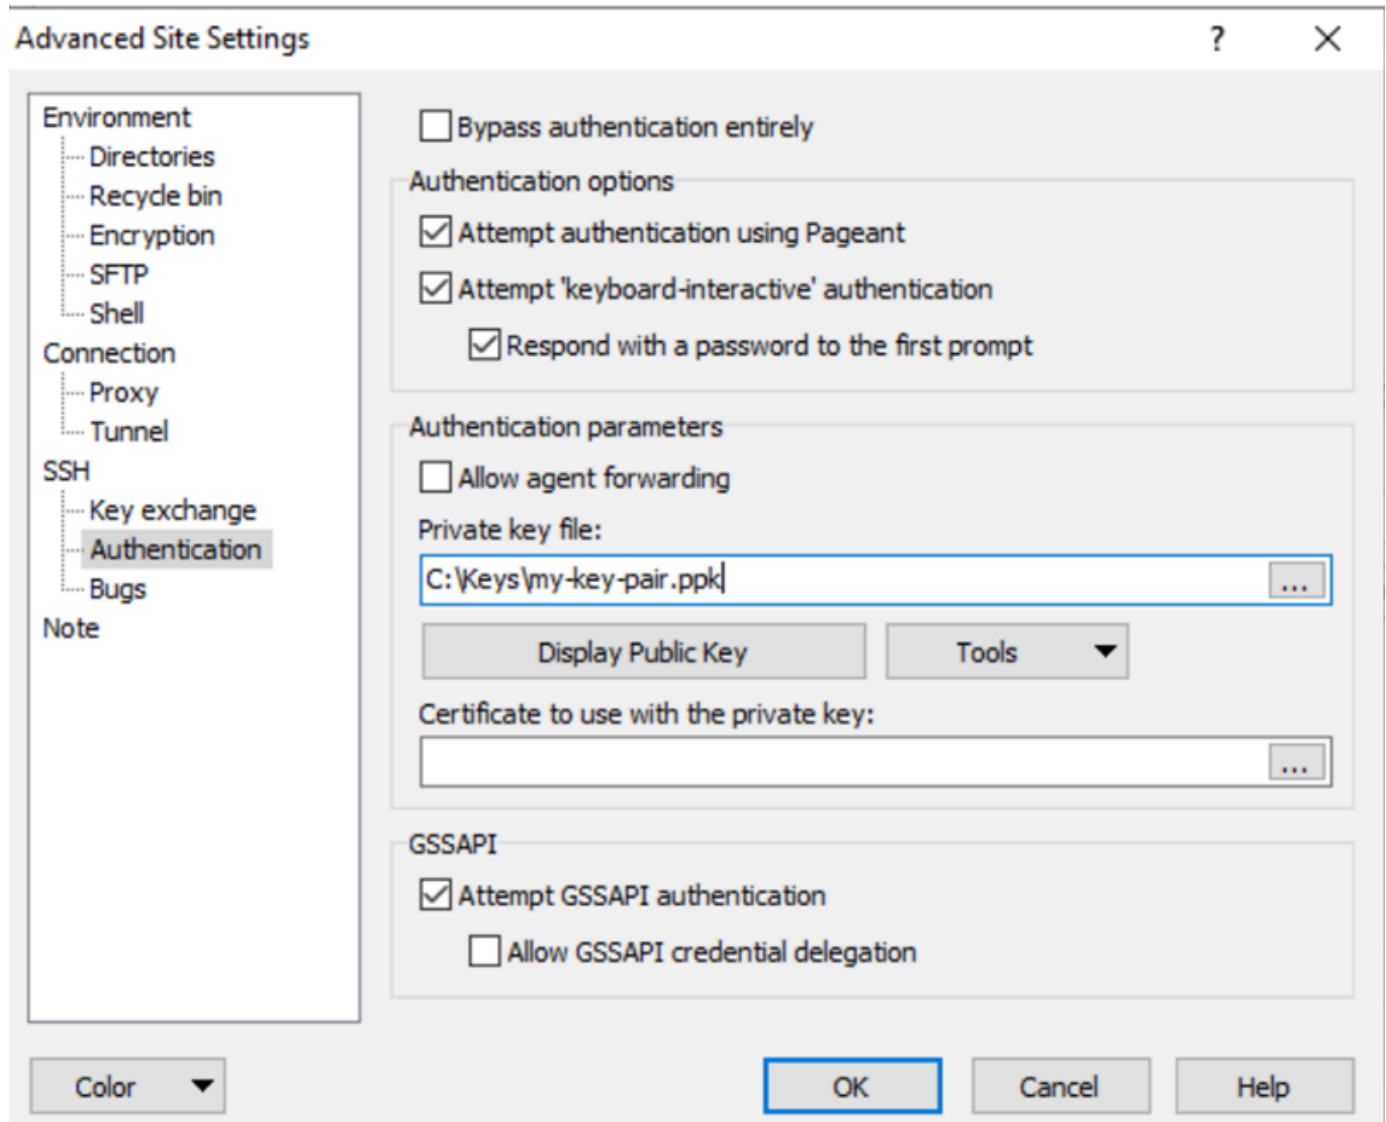 Advanced Site Settings ? ×
Environment
Directories
Recycle bin
Encryption
SFTP
Shell
Connection
Proxy
Tunnel
SSH
Key exchange
Authentication
Bugs
Note
Bypass authentication entirely
Authentication options
Attempt authentication using Pageant
Attempt 'keyboard-interactive' authentication
Respond with a password to the first prompt
Authentication parameters
Allow agent forwarding
Private key file:
C:\Keys\my-key-pair.ppk ...
Display Public Key Tools
Certificate to use with the private key:
...
GSSAPI
Attempt GSSAPI authentication
Allow GSSAPI credential delegation
Color OK Cancel Help